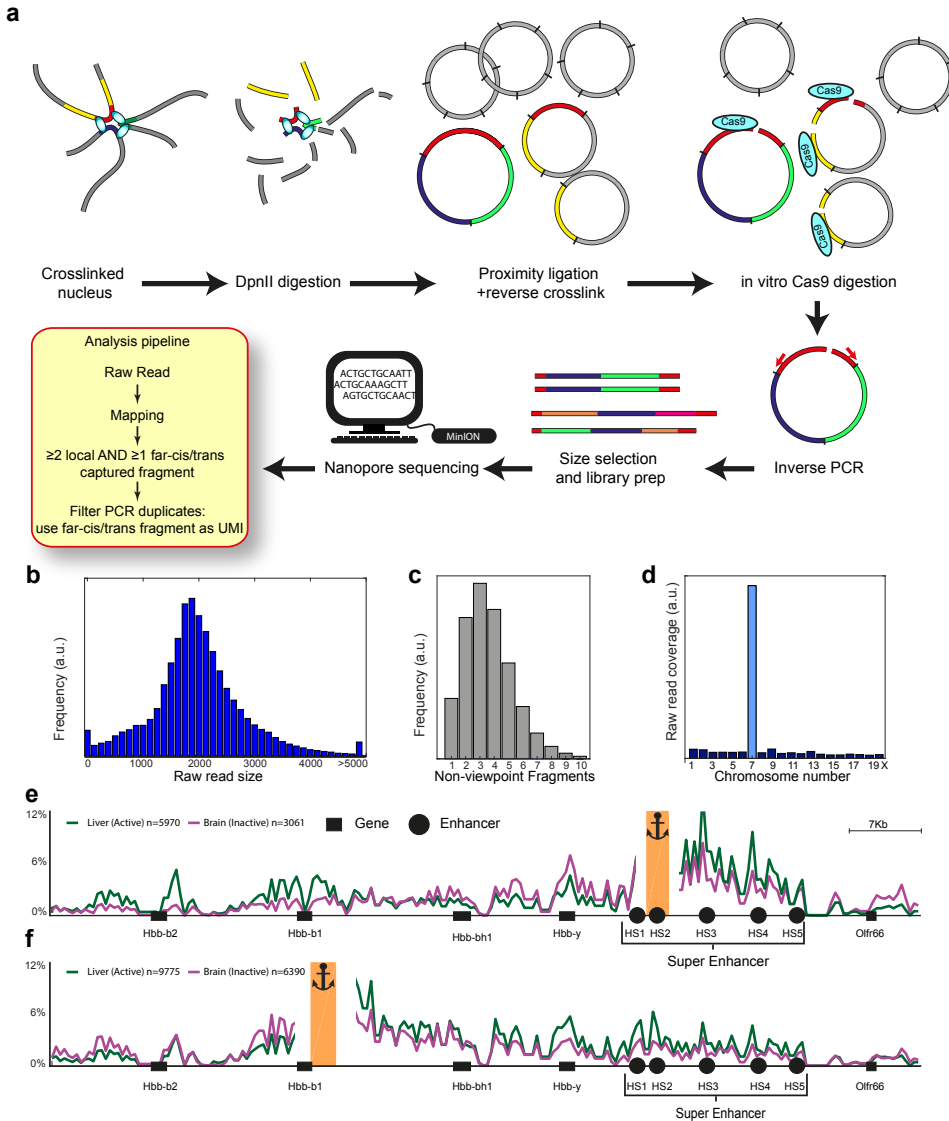 a
Cas9
Cas9
Cas9
Crosslinked
nucleus
DpnII digestion
Proximity ligation
+reverse crosslink
in vitro Cas9 digestion
Analysis pipeline
Raw Read
Mapping
≥2 local AND ≥1 far-cis/trans
captured fragment
Filter PCR duplicates:
use far-cis/trans fragment as UMI
ACTGCTGCAATT
ACTGCAAAGCTT
AGTGCTGCAACT
MinION
Nanopore sequencing
Size selection
and library prep
Inverse PCR
b
Frequency (a.u.)
0 1000 2000 3000 4000 >5000
Raw read size
c
Frequency (a.u.)
1 2 3 4 5 6 7 8 9 10
Non-viewpoint Fragments
d
Raw read coverage (a.u.)
1 3 5 7 9 11 13 15 17 19 X
Chromosome number
e
12%
6%
0%
Liver (Active) n=5970
Brain (Inactive) n=3061
Gene
Enhancer
7Kb
Hbb-b2
Hbb-b1
Hbb-bh1
Hbb-y
HS1 HS2 HS3 HS4 HS5
Olfr66
Super Enhancer
f
12%
6%
0%
Liver (Active) n=9775
Brain (Inactive) n=6390
Hbb-b2
Hbb-b1
Hbb-bh1
Hbb-y
HS1 HS2 HS3 HS4 HS5
Olfr66
Super Enhancer